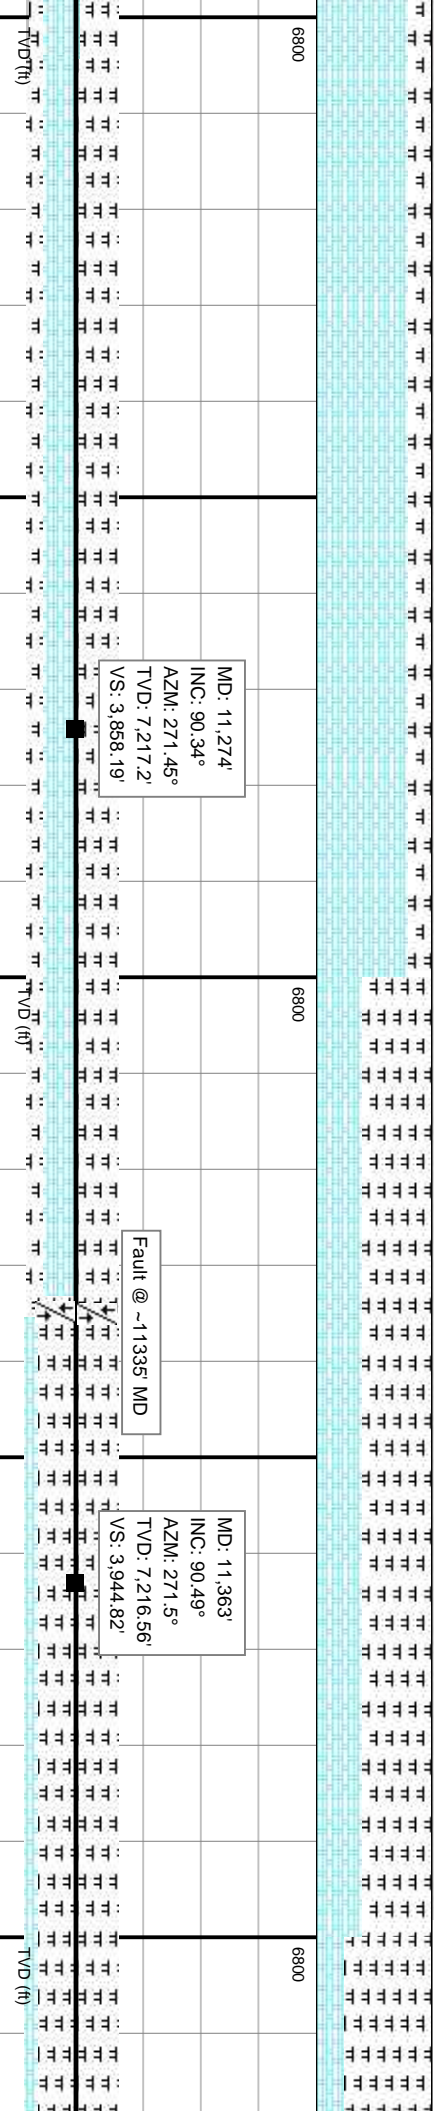 TVD (ft)
6800
MD: 11,274'
INC: 90.34°
AZM: 271.45°
TVD: 7,217.2'
VS: 3,858.19'
TVD (ft)
6800
Fault @ ~11335' MD
MD: 11,363'
INC: 90.49°
AZM: 271.5°
TVD: 7,216.56'
VS: 3,944.82'
TVD (ft)
6800